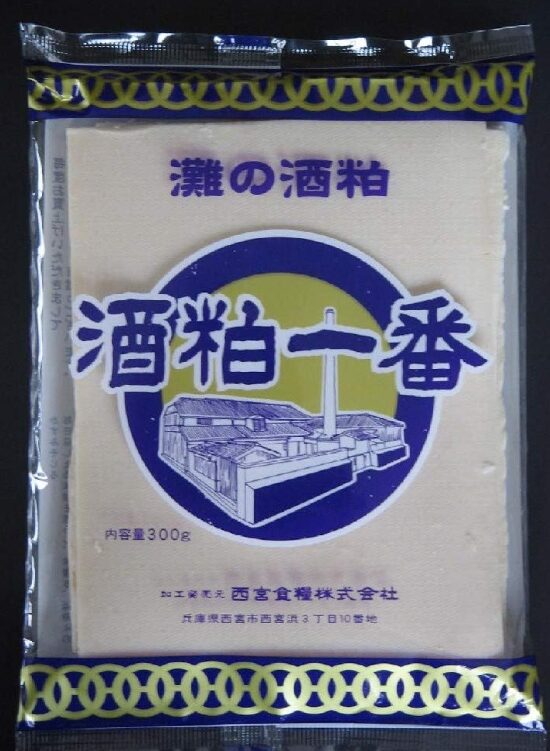 灘の酒粕
酒粕一番
内容量300g
加工発売元 西宮食糧株式会社
兵庫県西宮市西宮浜3丁目10番地